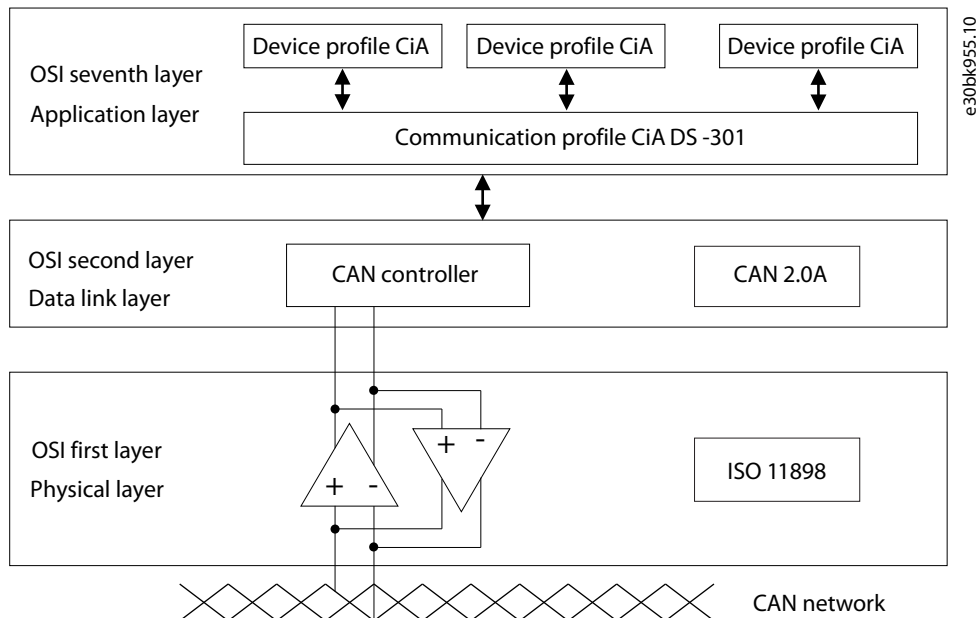 Device profile CiA
Device profile CiA
Device profile CiA
e30bk955.10
OSI seventh layer
Application layer
Communication profile CiA DS -301
OSI second layer
Data link layer
CAN controller
CAN 2.0A
OSI first layer
Physical layer
+ -
+ -
ISO 11898
CAN network